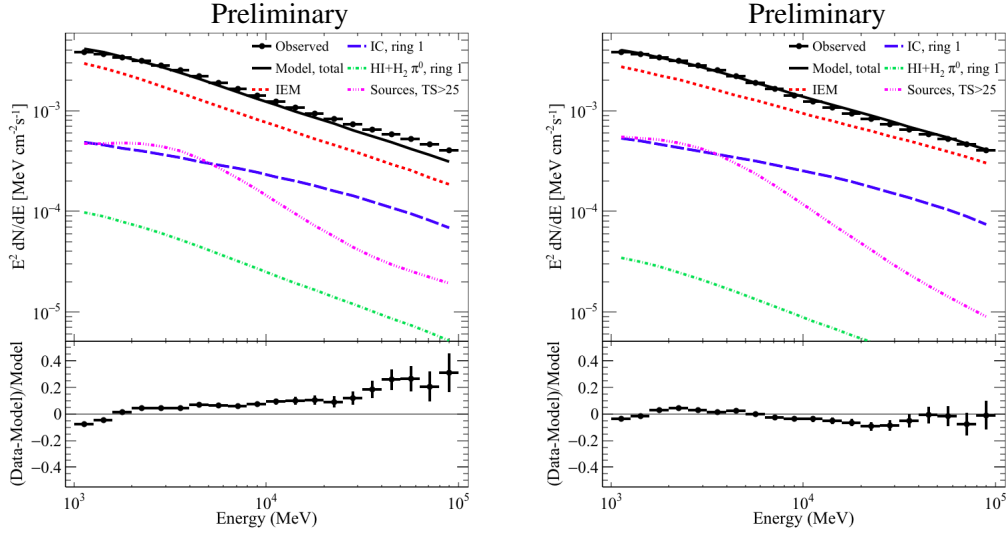 Preliminary
E² dN/dE [MeV cm⁻²s⁻¹]
10⁻³
10⁻⁴
10⁻⁵
Observed
Model, total
IEM
IC, ring 1
HI+H₂ π⁰, ring 1
Sources, TS>25
(Data-Model)/Model
0.4
0.2
0
−0.2
−0.4
10³
10⁴
10⁵
Energy (MeV)
Preliminary
E² dN/dE [MeV cm⁻²s⁻¹]
10⁻³
10⁻⁴
10⁻⁵
Observed
Model, total
IEM
IC, ring 1
HI+H₂ π⁰, ring 1
Sources, TS>25
(Data-Model)/Model
0.4
0.2
0
−0.2
−0.4
10³
10⁴
10⁵
Energy (MeV)